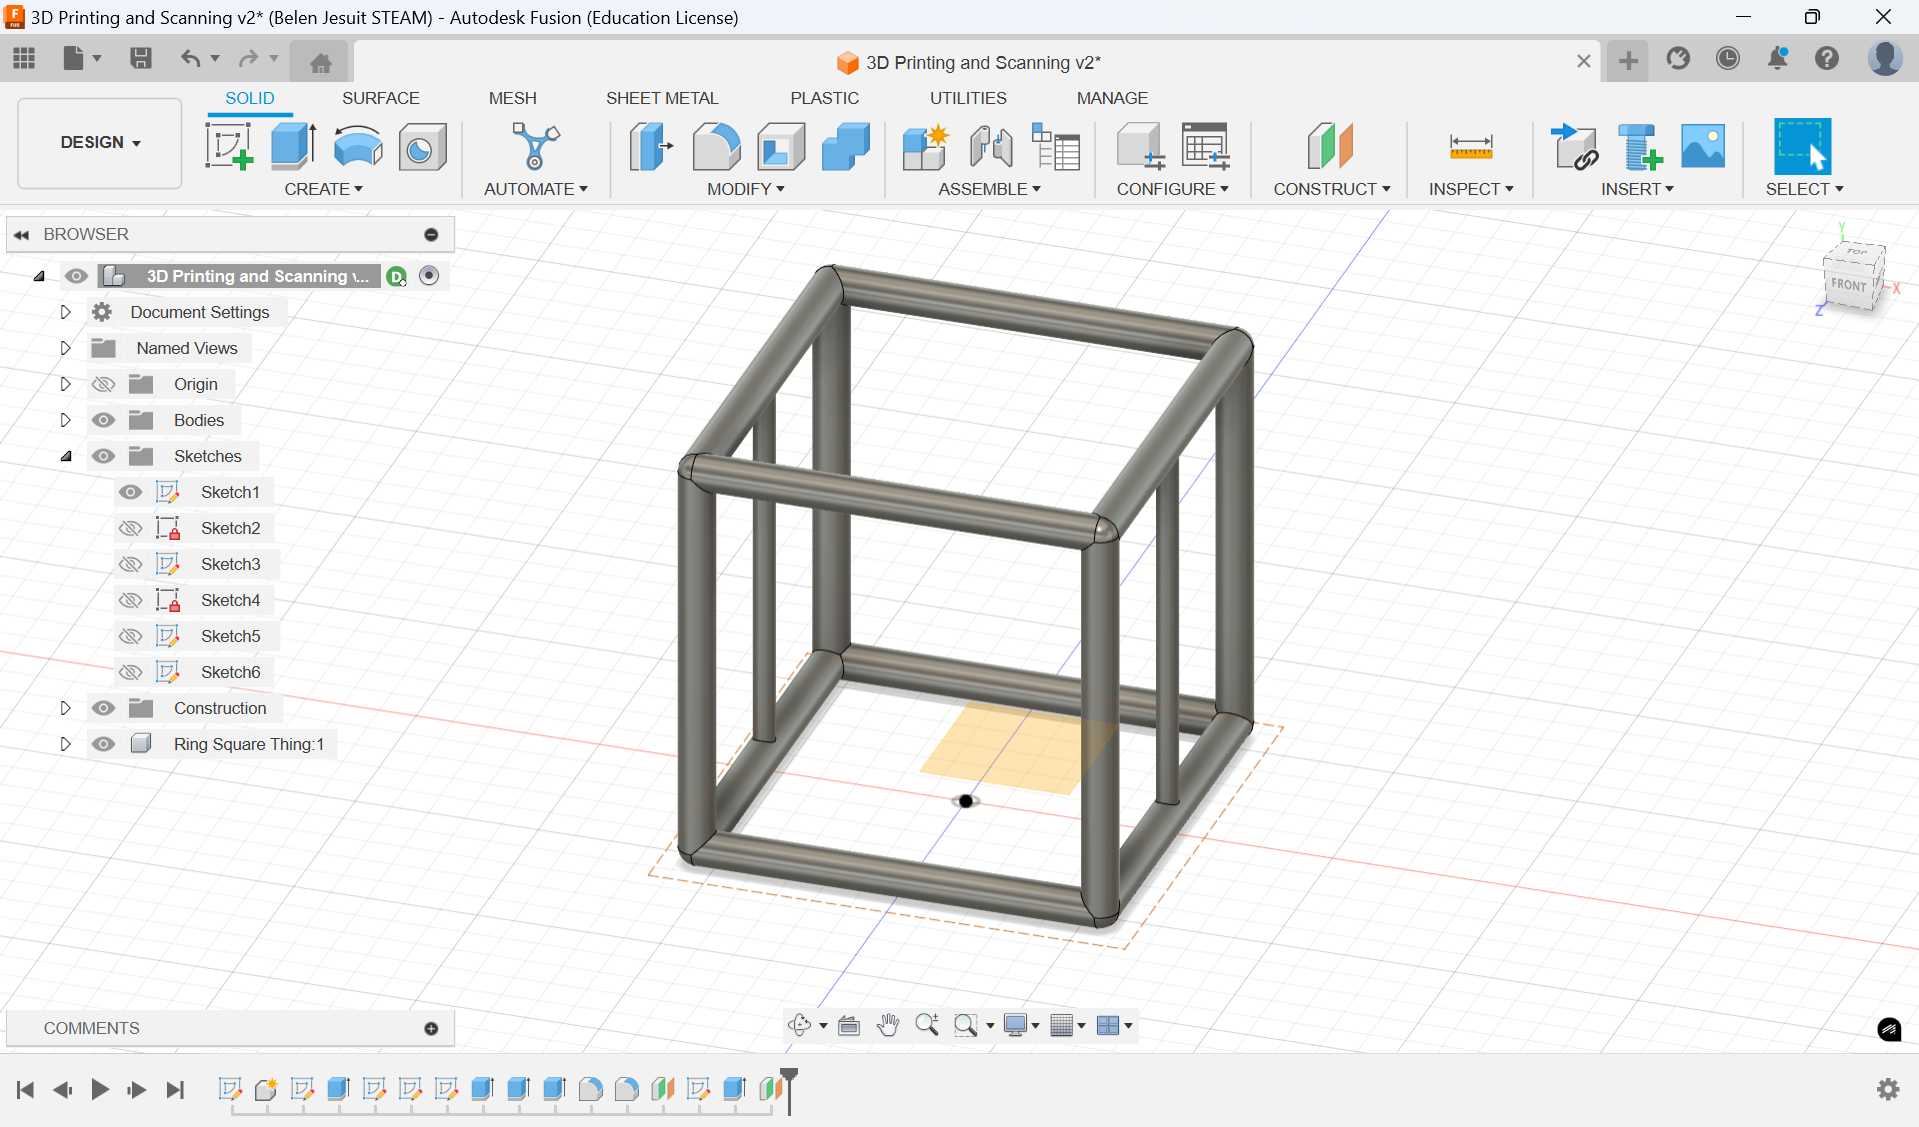 3D Printing and Scanning v2* (Belen Jesuit STEAM) - Autodesk Fusion (Education License)
3D Printing and Scanning v2*
SOLID SURFACE MESH SHEET METAL PLASTIC UTILITIES MANAGE
DESIGN
CREATE AUTOMATE MODIFY ASSEMBLE CONFIGURE CONSTRUCT INSPECT INSERT SELECT
BROWSER
3D Printing and Scanning v...
D
Document Settings
Named Views
Origin
Bodies
Sketches
Sketch1
Sketch2
Sketch3
Sketch4
Sketch5
Sketch6
Construction
Ring Square Thing:1
Y
TOP
FRONT
X
Z
COMMENTS